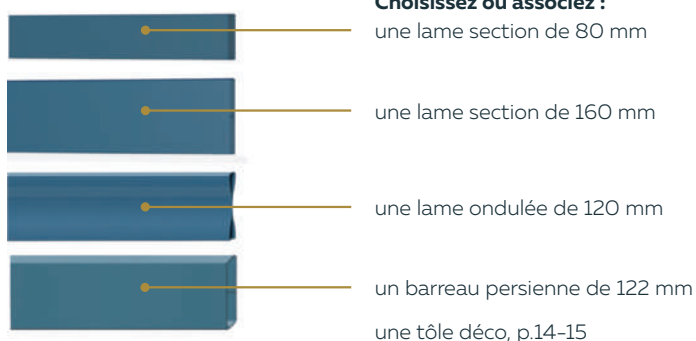 Choisissez ou associez :
une lame section de 80 mm
une lame section de 160 mm
une lame ondulée de 120 mm
un barreau persienne de 122 mm
une tôle déco, p.14-15